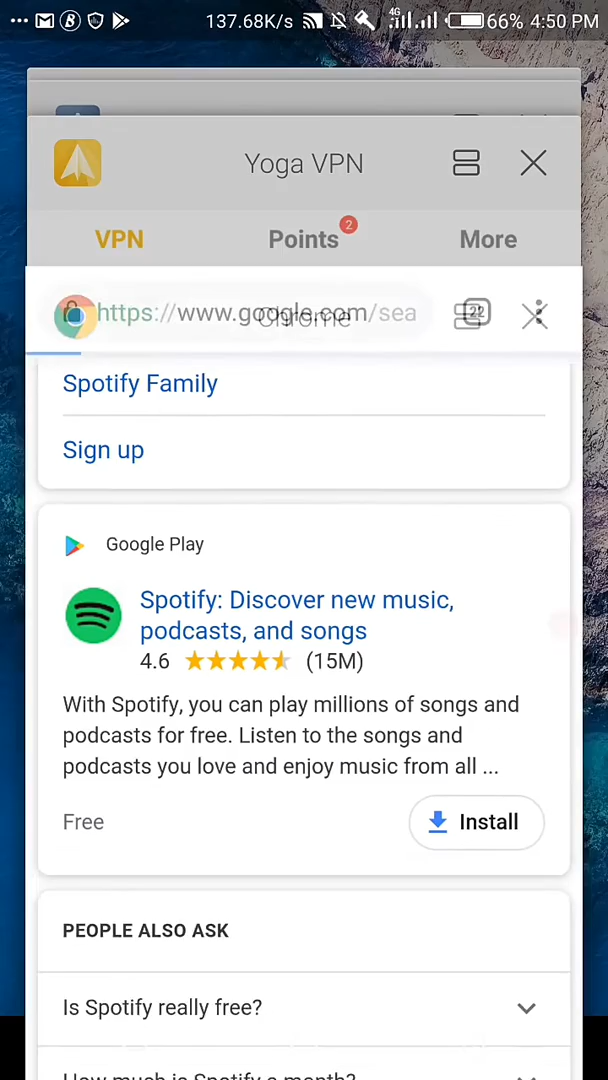 137.68K/s 4G 66% 4:50 PM
Yoga VPN
VPN Points 2 More
https://www.google.com/sea 22
Chrome
Spotify Family
Sign up
Google Play
Spotify: Discover new music,
podcasts, and songs
4.6 (15M)
With Spotify, you can play millions of songs and
podcasts for free. Listen to the songs and
podcasts you love and enjoy music from all ...
Free Install
PEOPLE ALSO ASK
Is Spotify really free?
How much is Spotify a month?